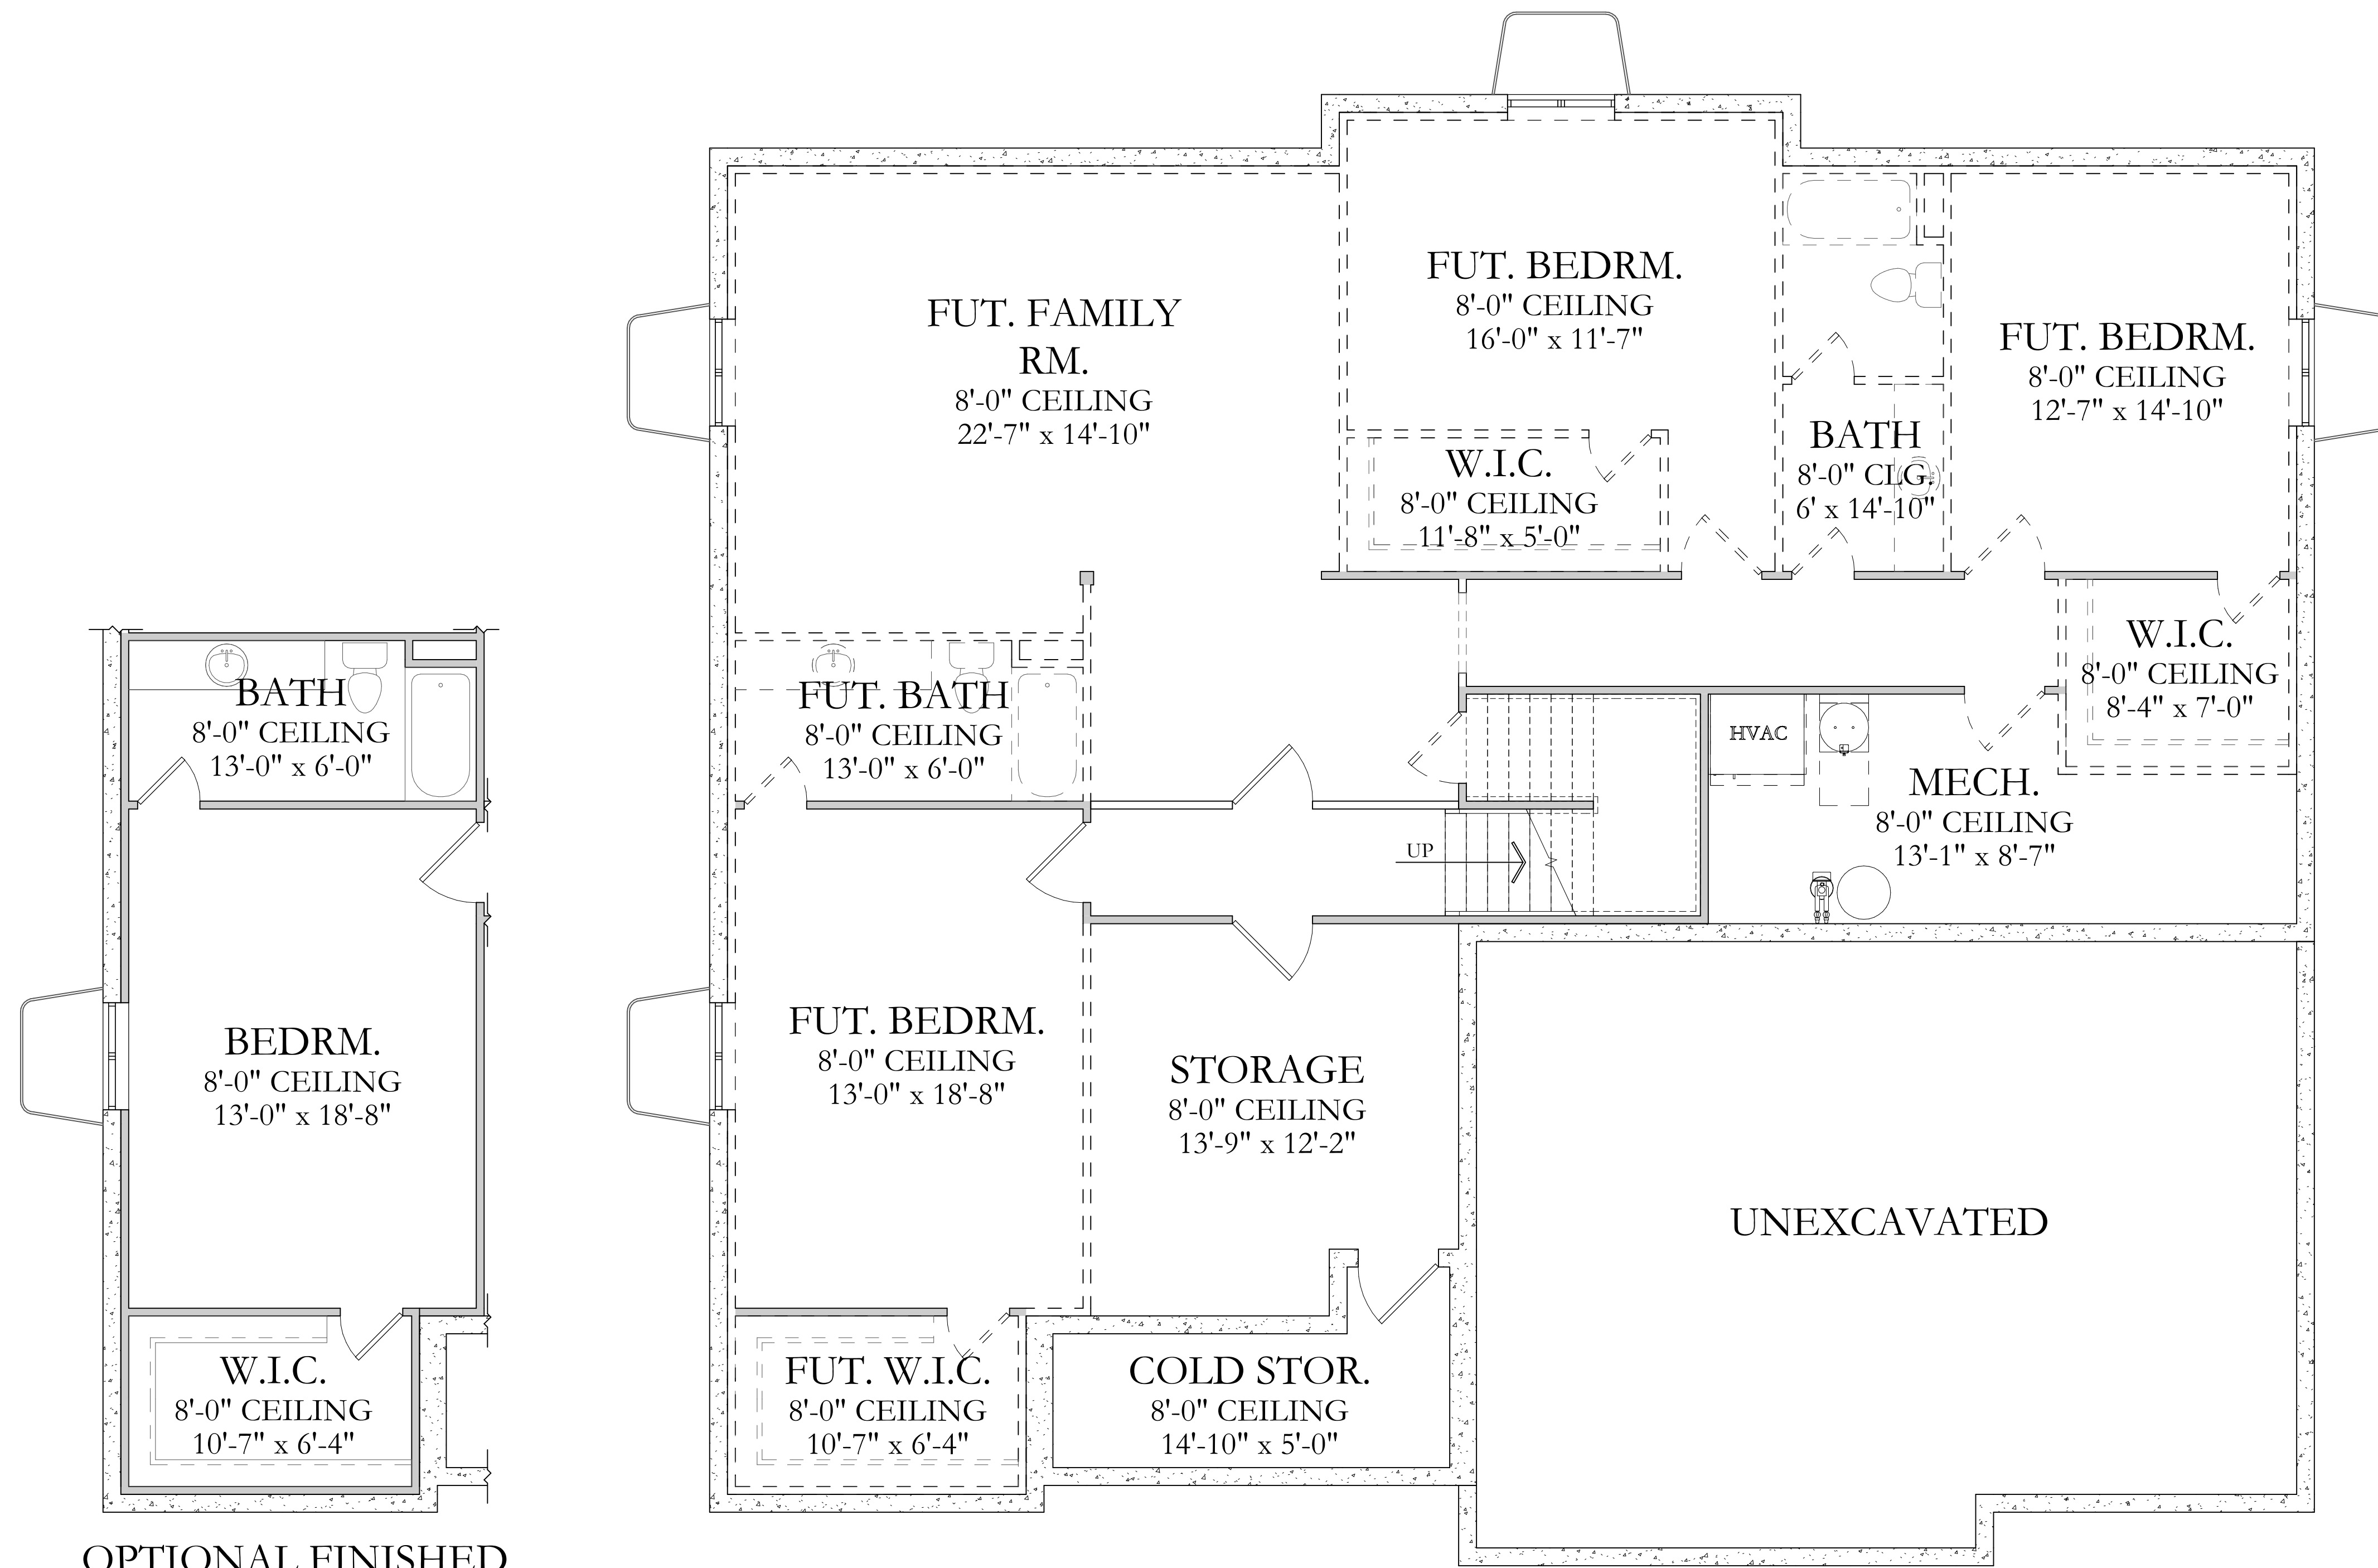 FUT. FAMILY
RM.
8'-0" CEILING
22'-7" x 14'-10"
FUT. BEDRM.
8'-0" CEILING
16'-0" x 11'-7"
FUT. BEDRM.
8'-0" CEILING
12'-7" x 14'-10"
W.I.C.
8'-0" CEILING
11'-8" x 5'-0"
BATH
8'-0" CLG.
6' x 14'-10"
W.I.C.
8'-0" CEILING
8'-4" x 7'-0"
BATH
8'-0" CEILING
13'-0" x 6'-0"
FUT. BATH
8'-0" CEILING
13'-0" x 6'-0"
HVAC
MECH.
8'-0" CEILING
13'-1" x 8'-7"
UP
BEDRM.
8'-0" CEILING
13'-0" x 18'-8"
FUT. BEDRM.
8'-0" CEILING
13'-0" x 18'-8"
STORAGE
8'-0" CEILING
13'-9" x 12'-2"
UNEXCAVATED
W.I.C.
8'-0" CEILING
10'-7" x 6'-4"
FUT. W.I.C.
8'-0" CEILING
10'-7" x 6'-4"
COLD STOR.
8'-0" CEILING
14'-10" x 5'-0"
OPTIONAL FINISHED